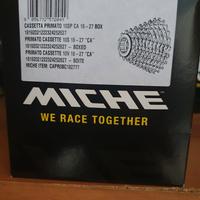 CASSETTA PRIMATO 10SP CA 16 - 27 BOX
PRIMATO CASSETTE 10S 16 - 27 "CA"
- BOXED
PRIMATO CASSETTE 10V 16 - 27 "CA"
- BOITE
MICHE ITEM:
MICHE
WE RACE TOGETHER